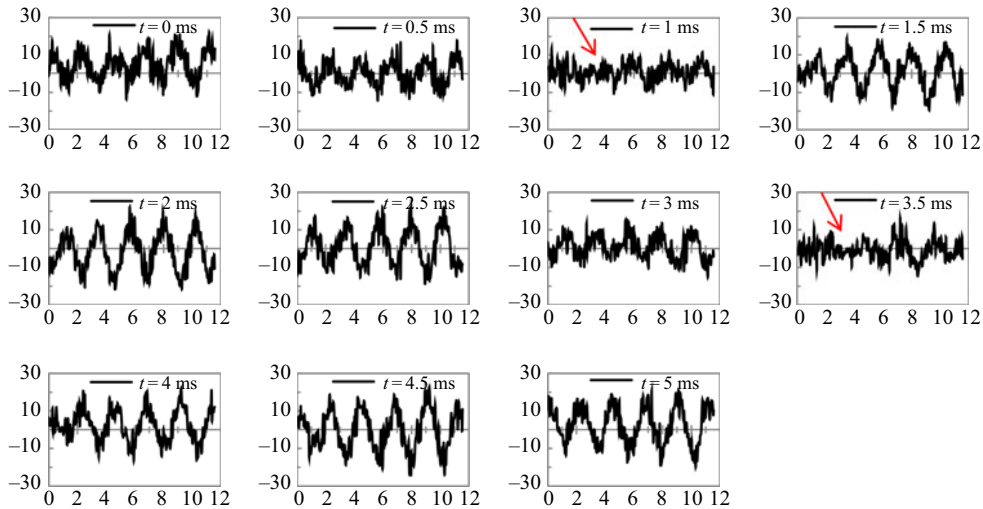 30
10
–10
–30
0 2 4 6 8 10 12
t = 0 ms
30
10
–10
–30
0 2 4 6 8 10 12
t = 0.5 ms
30
10
–10
–30
0 2 4 6 8 10 12
t = 1 ms
30
10
–10
–30
0 2 4 6 8 10 12
t = 1.5 ms
30
10
–10
–30
0 2 4 6 8 10 12
t = 2 ms
30
10
–10
–30
0 2 4 6 8 10 12
t = 2.5 ms
30
10
–10
–30
0 2 4 6 8 10 12
t = 3 ms
30
10
–10
–30
0 2 4 6 8 10 12
t = 3.5 ms
30
10
–10
–30
0 2 4 6 8 10 12
t = 4 ms
30
10
–10
–30
0 2 4 6 8 10 12
t = 4.5 ms
30
10
–10
–30
0 2 4 6 8 10 12
t = 5 ms